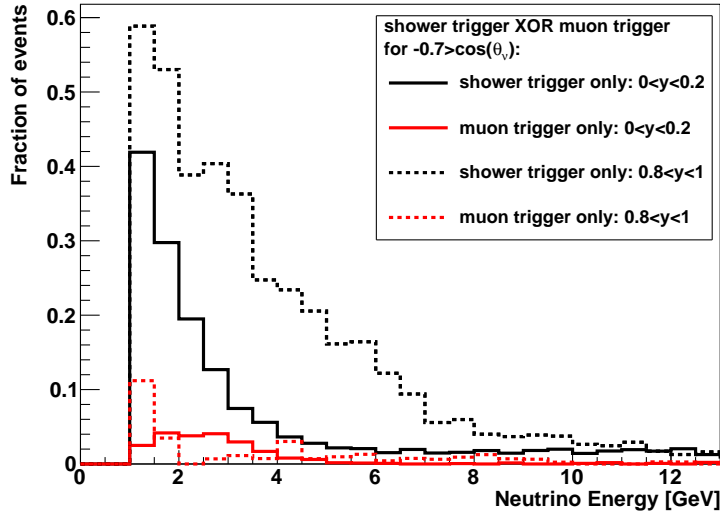 Fraction of events
0.6
0.5
0.4
0.3
0.2
0.1
0
shower trigger XOR muon trigger
for -0.7>cos(θν):
shower trigger only: 0<y<0.2
muon trigger only: 0<y<0.2
shower trigger only: 0.8<y<1
muon trigger only: 0.8<y<1
0 2 4 6 8 10 12
Neutrino Energy [GeV]